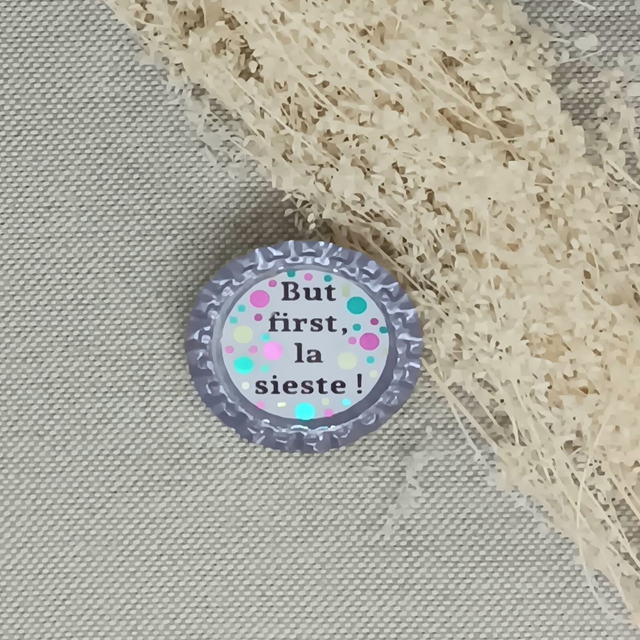 But
first,
la
sieste !